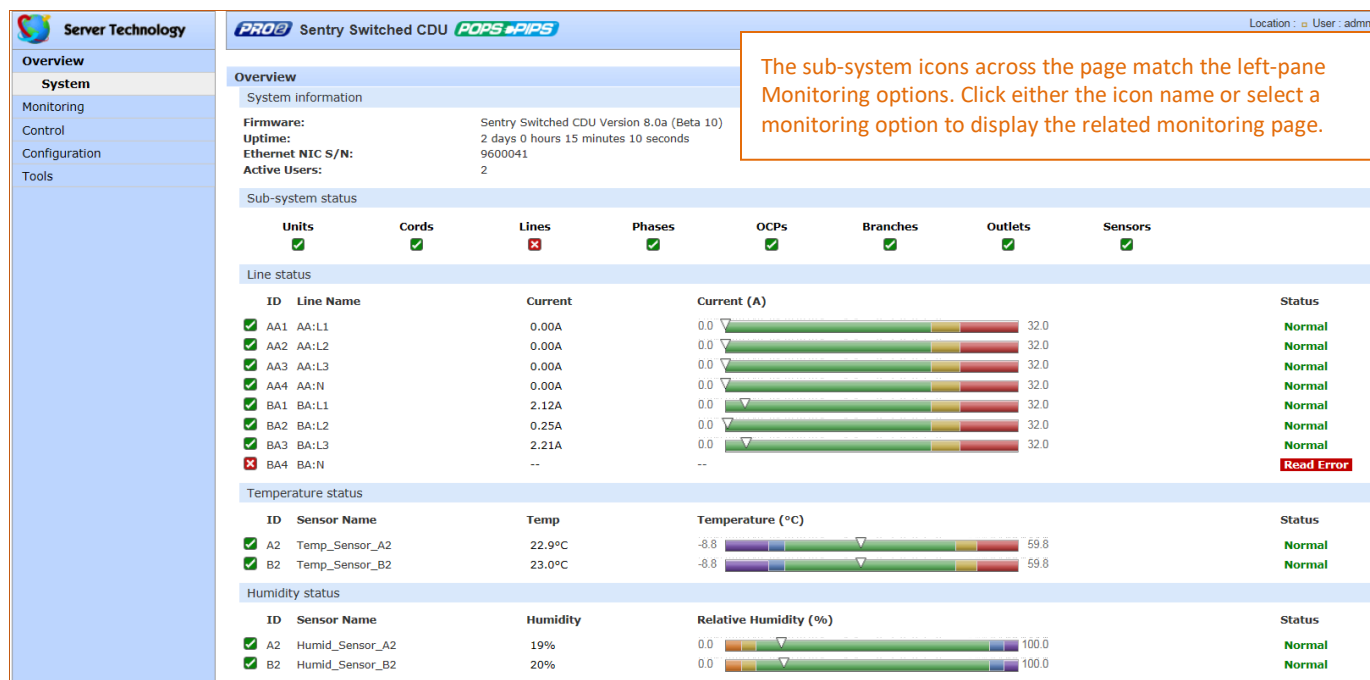 Server Technology
PRO2 Sentry Switched CDU POPS PIPS
Location : User : admn
Overview
System
Monitoring
Control
Configuration
Tools
The sub-system icons across the page match the left-pane
Monitoring options. Click either the icon name or select a
monitoring option to display the related monitoring page.
Overview
System information
Firmware: Sentry Switched CDU Version 8.0a (Beta 10)
Uptime: 2 days 0 hours 15 minutes 10 seconds
Ethernet NIC S/N: 9600041
Active Users: 2
Sub-system status
Units Cords Lines Phases OCPs Branches Outlets Sensors
Line status
ID Line Name Current Current (A) Status
AA1 AA:L1 0.00A 0.0 32.0 Normal
AA2 AA:L2 0.00A 0.0 32.0 Normal
AA3 AA:L3 0.00A 0.0 32.0 Normal
AA4 AA:N 0.00A 0.0 32.0 Normal
BA1 BA:L1 2.12A 0.0 32.0 Normal
BA2 BA:L2 0.25A 0.0 32.0 Normal
BA3 BA:L3 2.21A 0.0 32.0 Normal
BA4 BA:N -- -- Read Error
Temperature status
ID Sensor Name Temp Temperature (°C) Status
A2 Temp_Sensor_A2 22.9°C -8.8 59.8 Normal
B2 Temp_Sensor_B2 23.0°C -8.8 59.8 Normal
Humidity status
ID Sensor Name Humidity Relative Humidity (%) Status
A2 Humid_Sensor_A2 19% 0.0 100.0 Normal
B2 Humid_Sensor_B2 20% 0.0 100.0 Normal